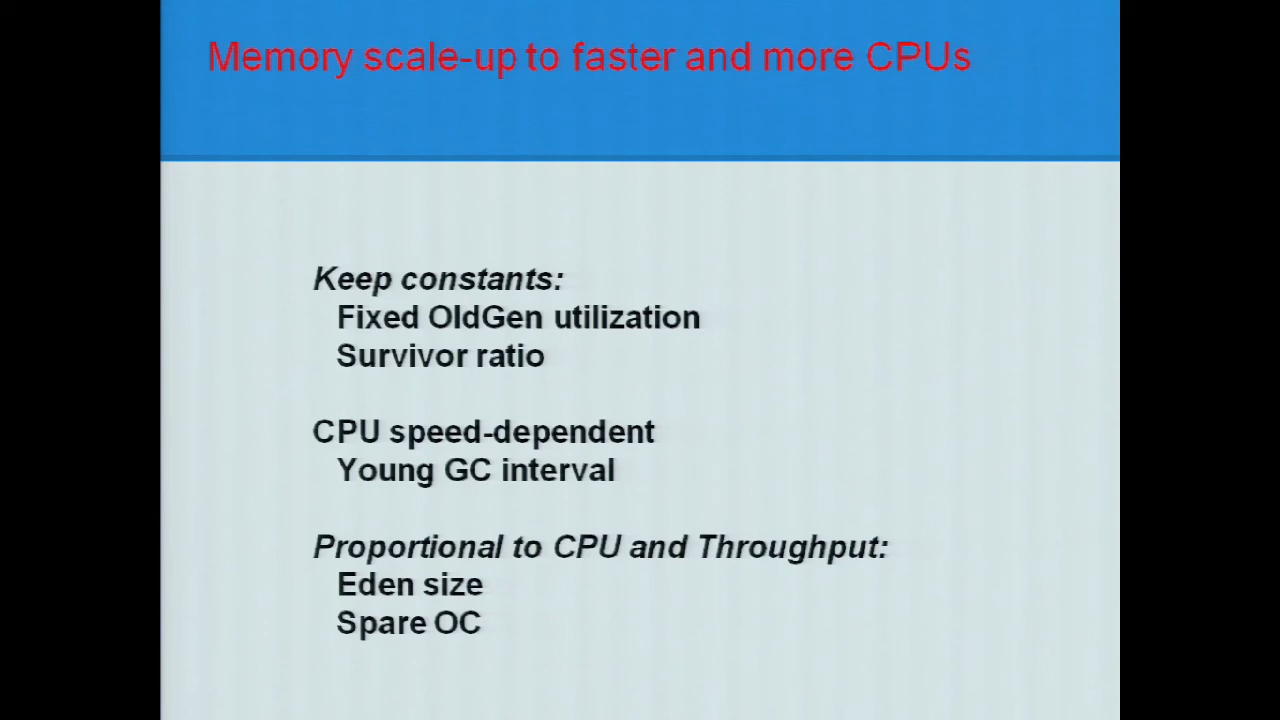 Memory scale-up to faster and more CPUs
Keep constants:
Fixed OldGen utilization
Survivor ratio
CPU speed-dependent
Young GC interval
Proportional to CPU and Throughput:
Eden size
Spare OC